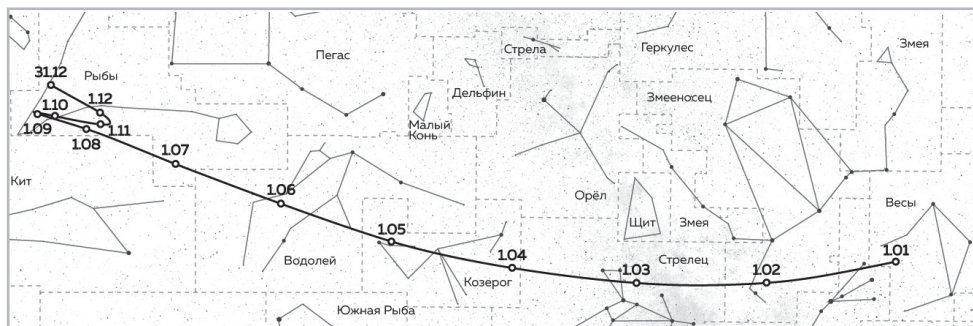 Пегас
Стрела
Геркулес
Змея
31.12
Рыбы
Дельфин
Змееносец
1.10
1.12
1.09
1.11
1.08
Малый
Конь
1.07
Кит
1.06
Орёл
Щит
Змея
Весы
1.05
Водолей
1.04
Козерог
1.03
Стрелец
1.02
1.01
Южная Рыба